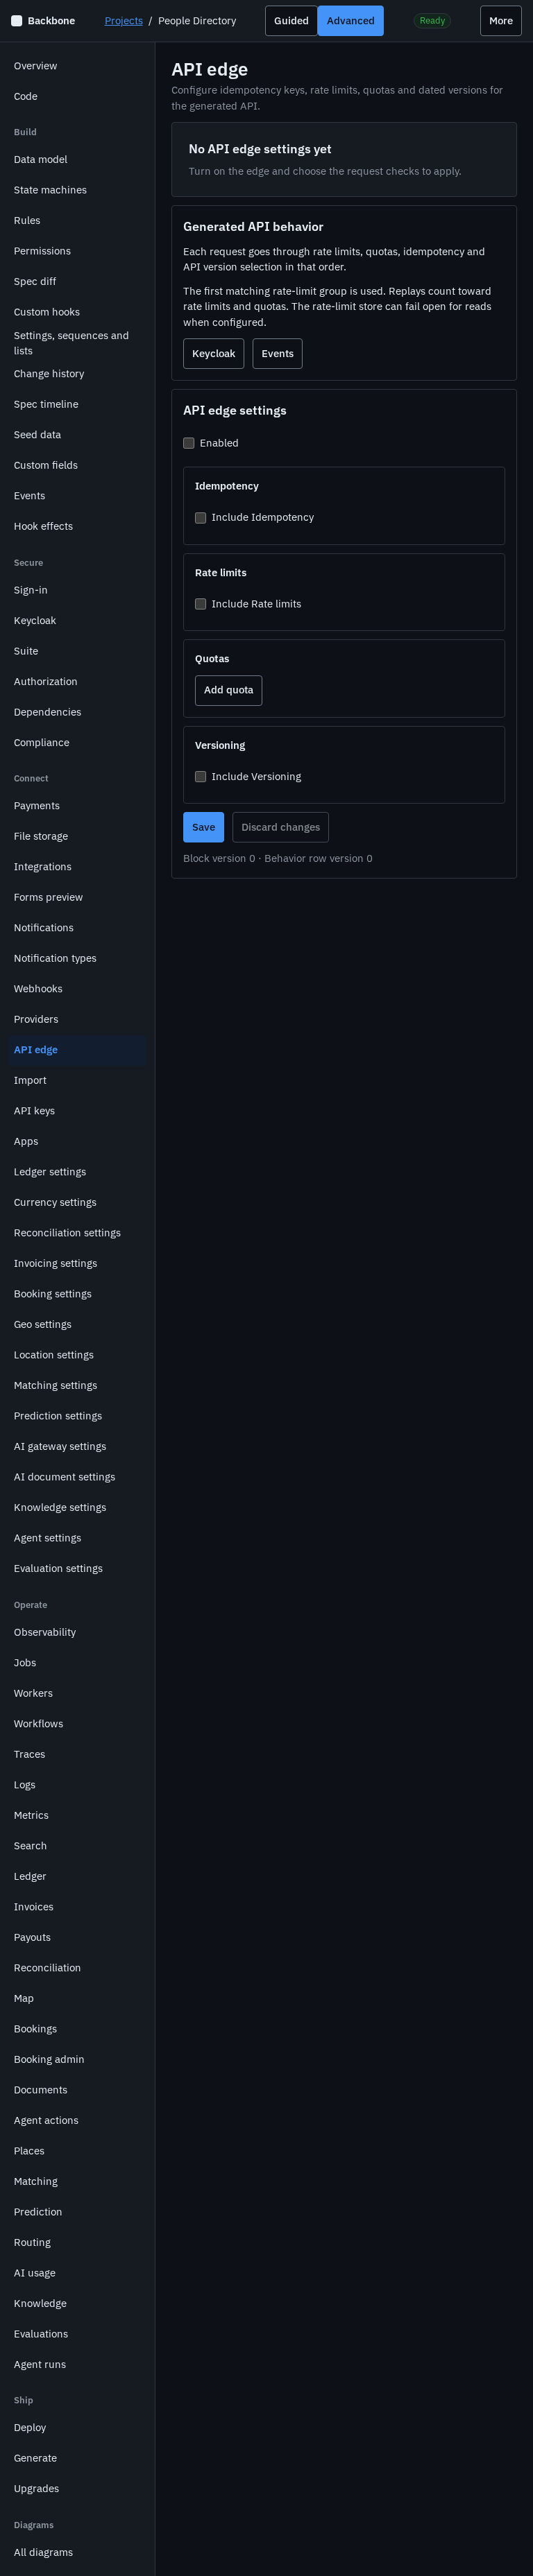 Backbone
Projects / People Directory
Guided
Advanced
Ready
More
Overview
Code
Build
Data model
State machines
Rules
Permissions
Spec diff
Custom hooks
Settings, sequences and
lists
Change history
Spec timeline
Seed data
Custom fields
Events
Hook effects
Secure
Sign-in
Keycloak
Suite
Authorization
Dependencies
Compliance
Connect
Payments
File storage
Integrations
Forms preview
Notifications
Notification types
Webhooks
Providers
API edge
Import
API keys
Apps
Ledger settings
Currency settings
Reconciliation settings
Invoicing settings
Booking settings
Geo settings
Location settings
Matching settings
Prediction settings
AI gateway settings
AI document settings
Knowledge settings
Agent settings
Evaluation settings
Operate
Observability
Jobs
Workers
Workflows
Traces
Logs
Metrics
Search
Ledger
Invoices
Payouts
Reconciliation
Map
Bookings
Booking admin
Documents
Agent actions
Places
Matching
Prediction
Routing
AI usage
Knowledge
Evaluations
Agent runs
Ship
Deploy
Generate
Upgrades
Diagrams
All diagrams
API edge
Configure idempotency keys, rate limits, quotas and dated versions for
the generated API.
No API edge settings yet
Turn on the edge and choose the request checks to apply.
Generated API behavior
Each request goes through rate limits, quotas, idempotency and
API version selection in that order.
The first matching rate-limit group is used. Replays count toward
rate limits and quotas. The rate-limit store can fail open for reads
when configured.
Keycloak
Events
API edge settings
Enabled
Idempotency
Include Idempotency
Rate limits
Include Rate limits
Quotas
Add quota
Versioning
Include Versioning
Save
Discard changes
Block version 0 · Behavior row version 0